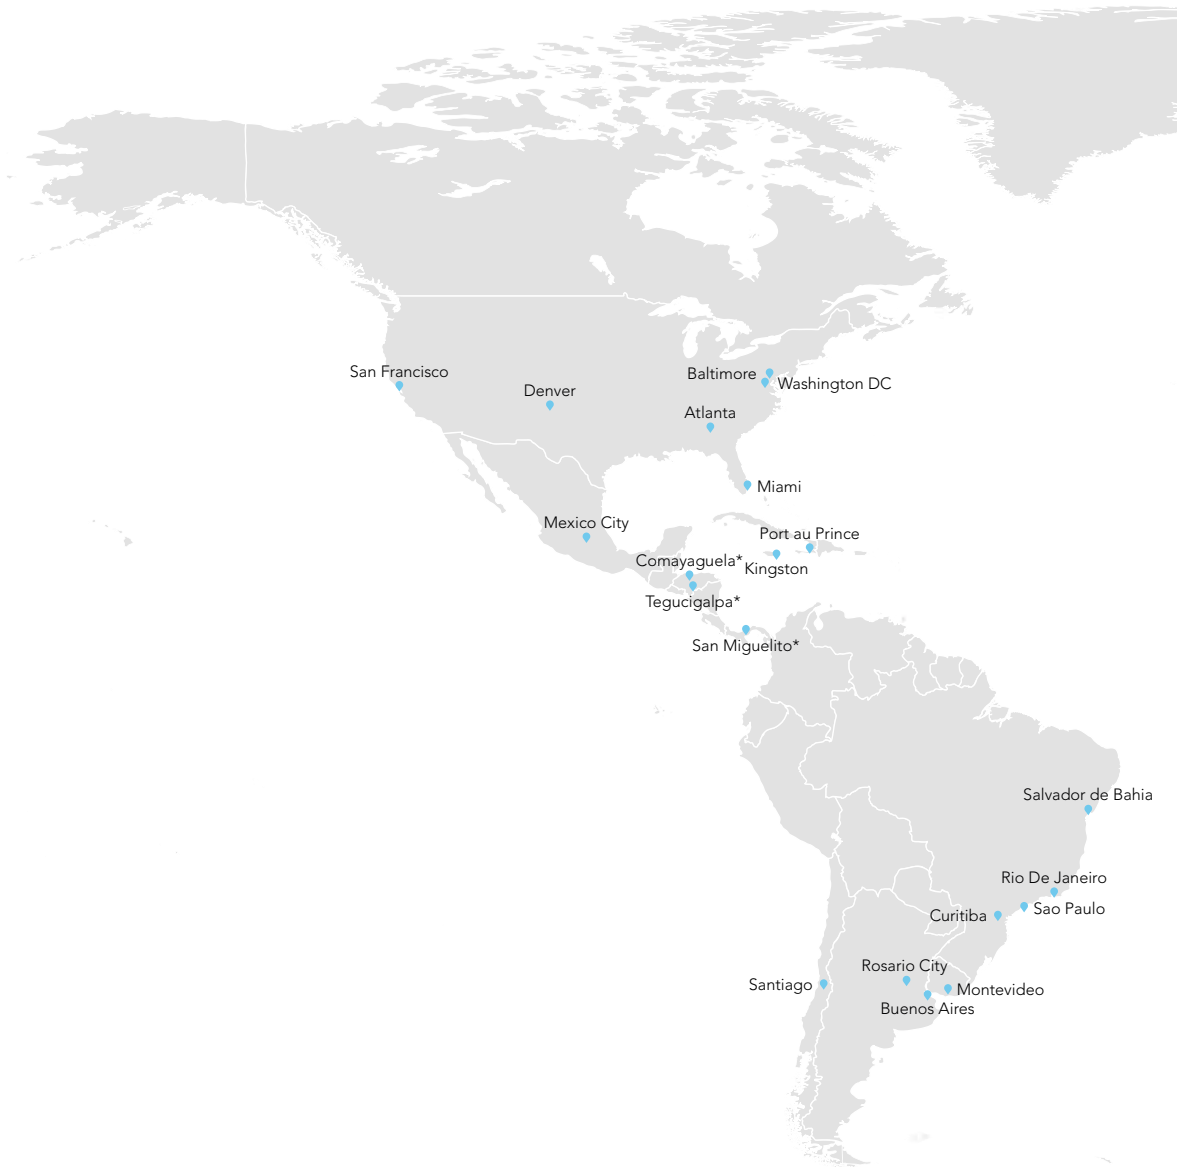 San Francisco
Baltimore
Washington DC
Denver
Atlanta
Miami
Mexico City
Port au Prince
Comayaguela*
Kingston
Tegucigalpa*
San Miguelito*
Salvador de Bahia
Rio De Janeiro
Sao Paulo
Curitiba
Rosario City
Santiago
Montevideo
Buenos Aires